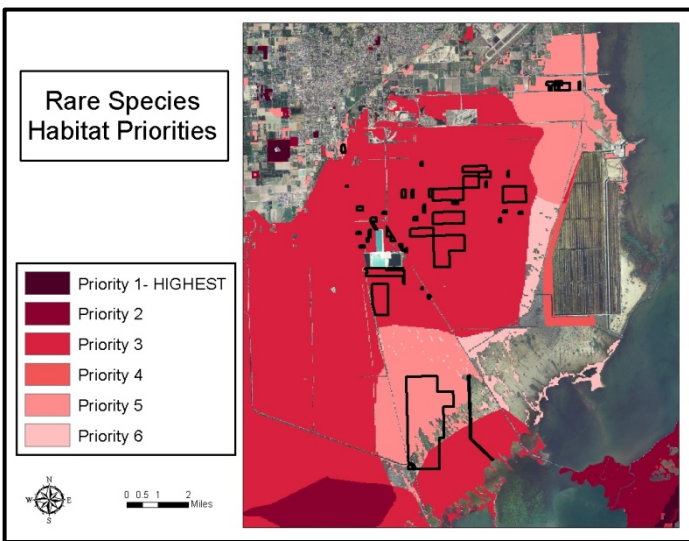 Rare Species
Habitat Priorities
Priority 1- HIGHEST
Priority 2
Priority 3
Priority 4
Priority 5
Priority 6
N
W E
S
0 0.5 1 2
Miles